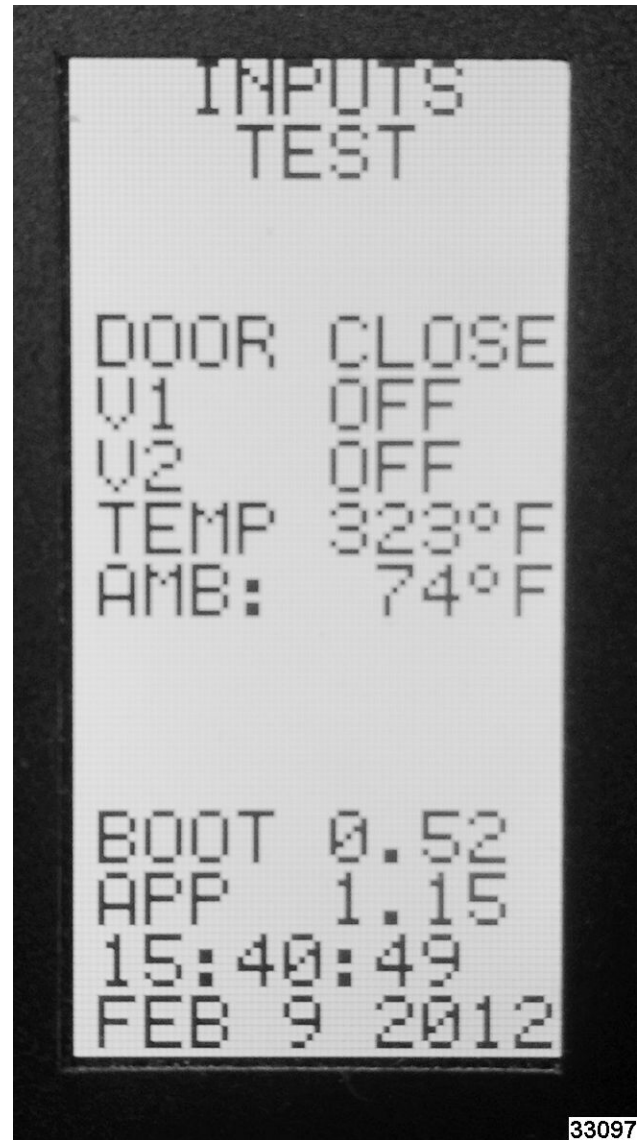 INPUTS
TEST
DOOR CLOSE
V1 OFF
V2 OFF
TEMP 323°F
AMB: 74°F
BOOT 0.52
APP 1.15
15:40:49
FEB 9 2012
33097